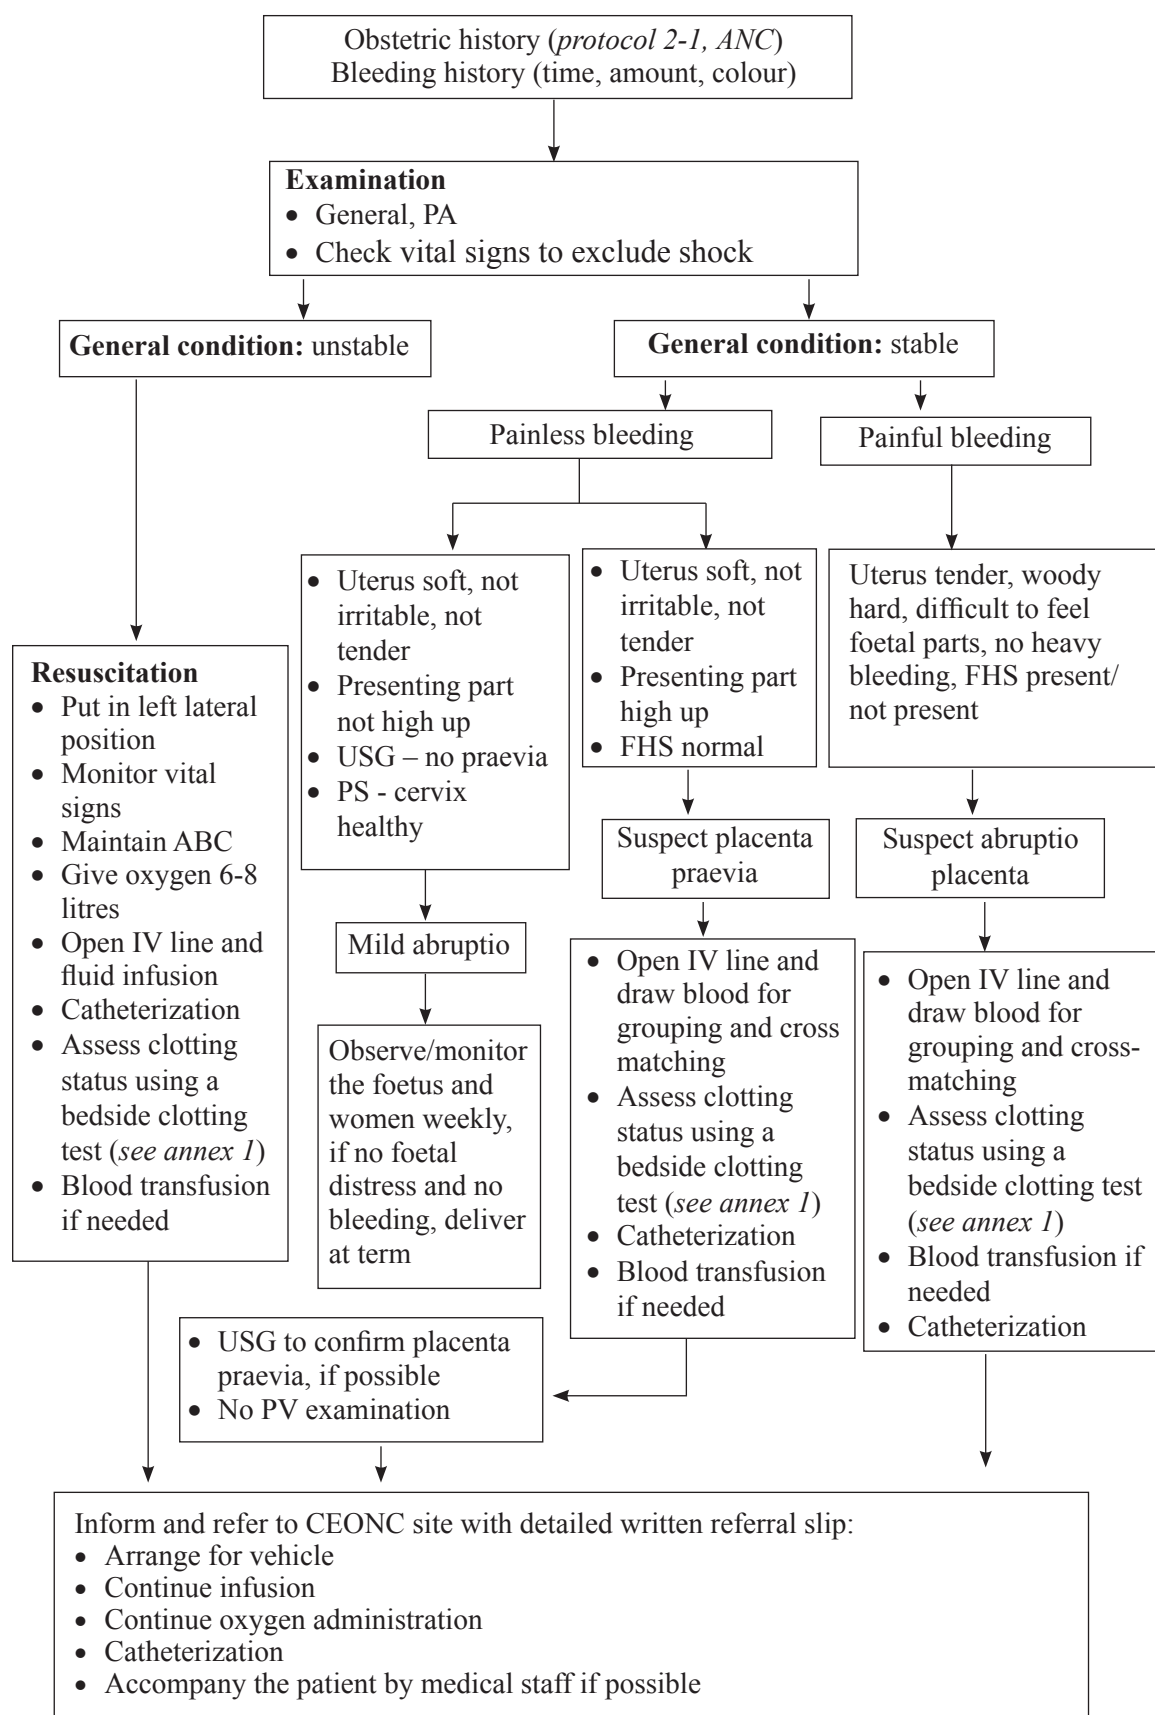 Obstetric history (protocol 2-1, ANC)
Bleeding history (time, amount, colour)
Examination
• General, PA
• Check vital signs to exclude shock
General condition: unstable
General condition: stable
Painless bleeding
Painful bleeding
Resuscitation
• Put in left lateral
position
• Monitor vital
signs
• Maintain ABC
• Give oxygen 6-8
litres
• Open IV line and
fluid infusion
• Catheterization
• Assess clotting
status using a
bedside clotting
test (see annex 1)
• Blood transfusion
if needed
• Uterus soft, not
irritable, not
tender
• Presenting part
not high up
• USG – no praevia
• PS - cervix
healthy
Mild abruptio
Observe/monitor
the foetus and
women weekly,
if no foetal
distress and no
bleeding, deliver
at term
• Uterus soft, not
irritable, not
tender
• Presenting part
high up
• FHS normal
Suspect placenta
praevia
• Open IV line and
draw blood for
grouping and cross
matching
• Assess clotting
status using a
bedside clotting
test (see annex 1)
• Catheterization
• Blood transfusion
if needed
• USG to confirm placenta
praevia, if possible
• No PV examination
Uterus tender, woody
hard, difficult to feel
foetal parts, no heavy
bleeding, FHS present/
not present
Suspect abruptio
placenta
• Open IV line and
draw blood for
grouping and cross-
matching
• Assess clotting
status using a
bedside clotting test
(see annex 1)
• Blood transfusion if
needed
• Catheterization
Inform and refer to CEONC site with detailed written referral slip:
• Arrange for vehicle
• Continue infusion
• Continue oxygen administration
• Catheterization
• Accompany the patient by medical staff if possible